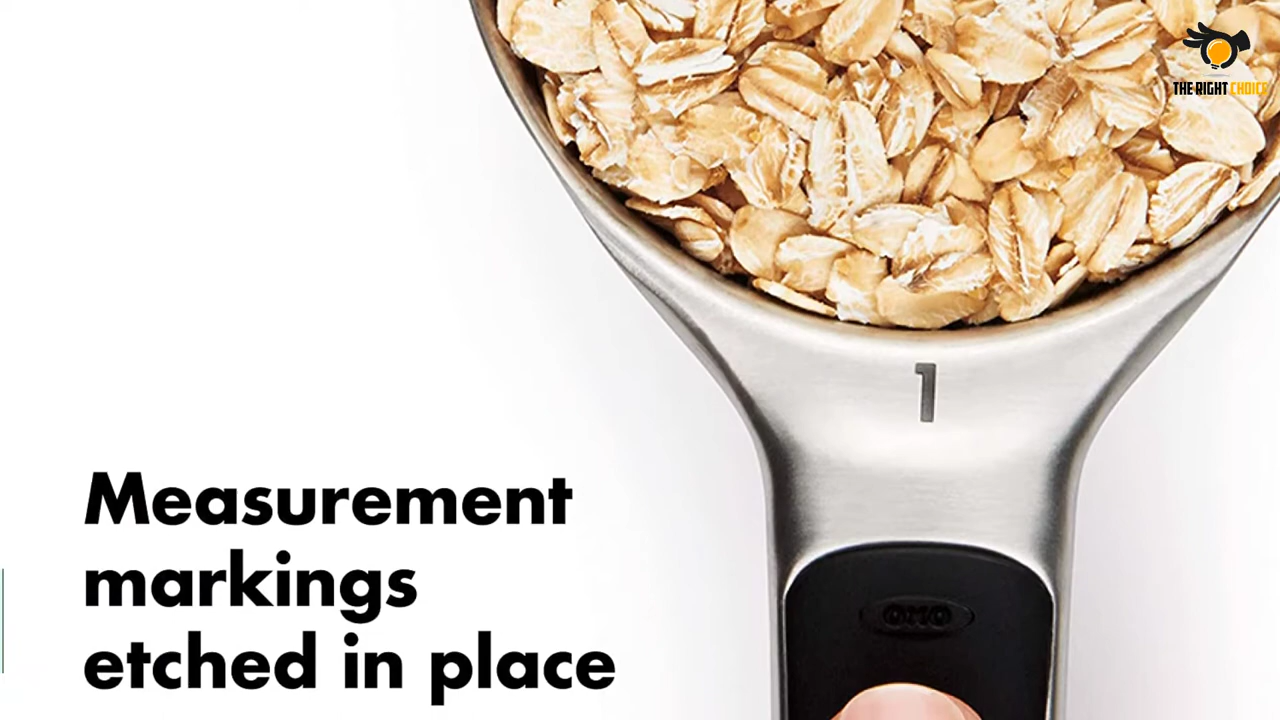 THE RIGHT CHOICE
1
OXO
Measurement
markings
etched in place